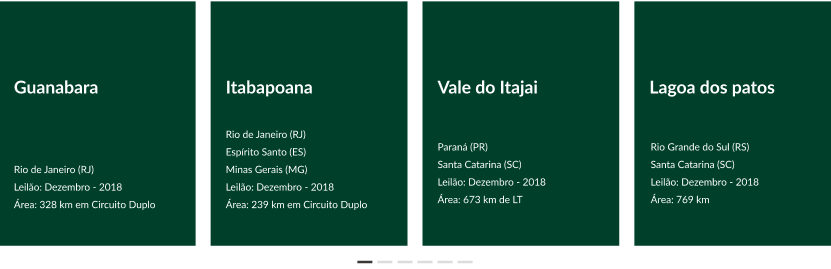 Guanabara
Rio de Janeiro (RJ)
Leilão: Dezembro - 2018
Área: 328 km em Circuito Duplo
Itabapoana
Rio de Janeiro (RJ)
Espírito Santo (ES)
Minas Gerais (MG)
Leilão: Dezembro - 2018
Área: 239 km em Circuito Duplo
Vale do Itajai
Paraná (PR)
Santa Catarina (SC)
Leilão: Dezembro - 2018
Área: 673 km de LT
Lagoa dos patos
Rio Grande do Sul (RS)
Santa Catarina (SC)
Leilão: Dezembro - 2018
Área: 769 km